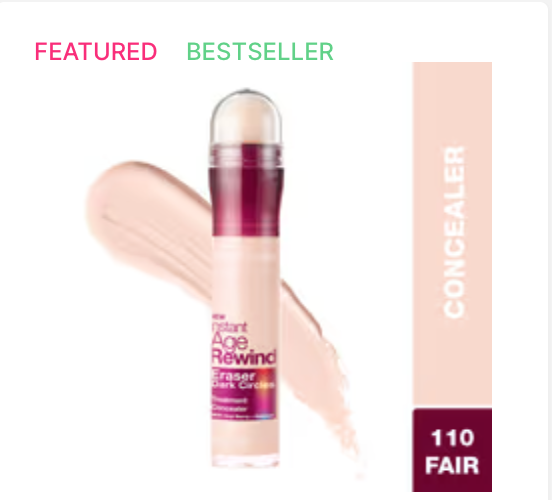 FEATURED BESTSELLER
CONCEALER
NEW
instant
Age
Rewind
Eraser
Dark Circles
Treatment
Concealer
110
FAIR